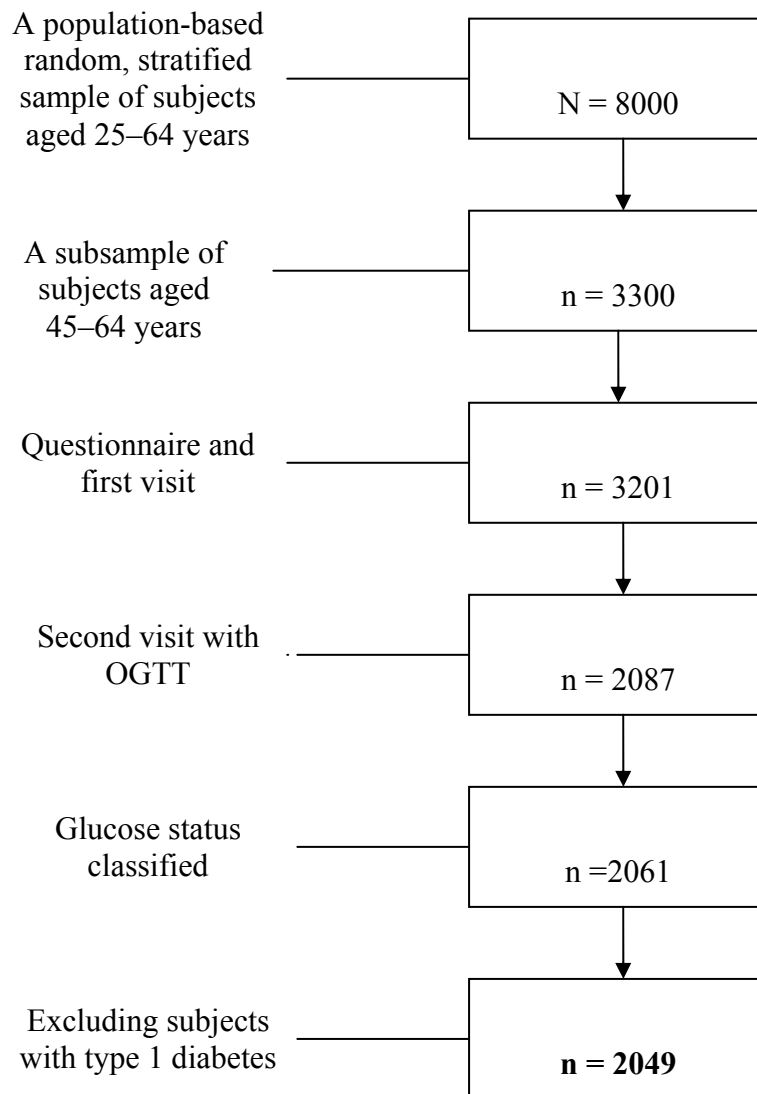 A population-based
random, stratified
sample of subjects
aged 25–64 years
N = 8000
A subsample of
subjects aged
45–64 years
n = 3300
Questionnaire and
first visit
n = 3201
Second visit with
OGTT
n = 2087
Glucose status
classified
n =2061
Excluding subjects
with type 1 diabetes
n = 2049